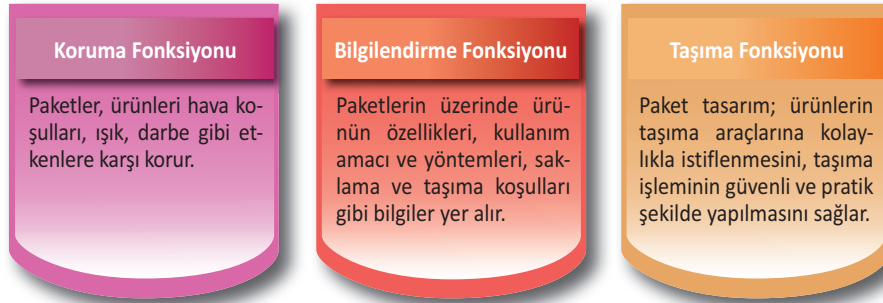 Koruma Fonksiyonu
Paketler, ürünleri hava ko-
şulları, ışık, darbe gibi et-
kenlere karşı korur.
Bilgilendirme Fonksiyonu
Paketlerin üzerinde ürü-
nün özellikleri, kullanım
amacı ve yöntemleri, sak-
lama ve taşıma koşulları
gibi bilgiler yer alır.
Taşıma Fonksiyonu
Paket tasarım; ürünlerin
taşıma araçlarına kolay-
lıkla istiflenmesini, taşıma
işleminin güvenli ve pratik
şekilde yapılmasını sağlar.